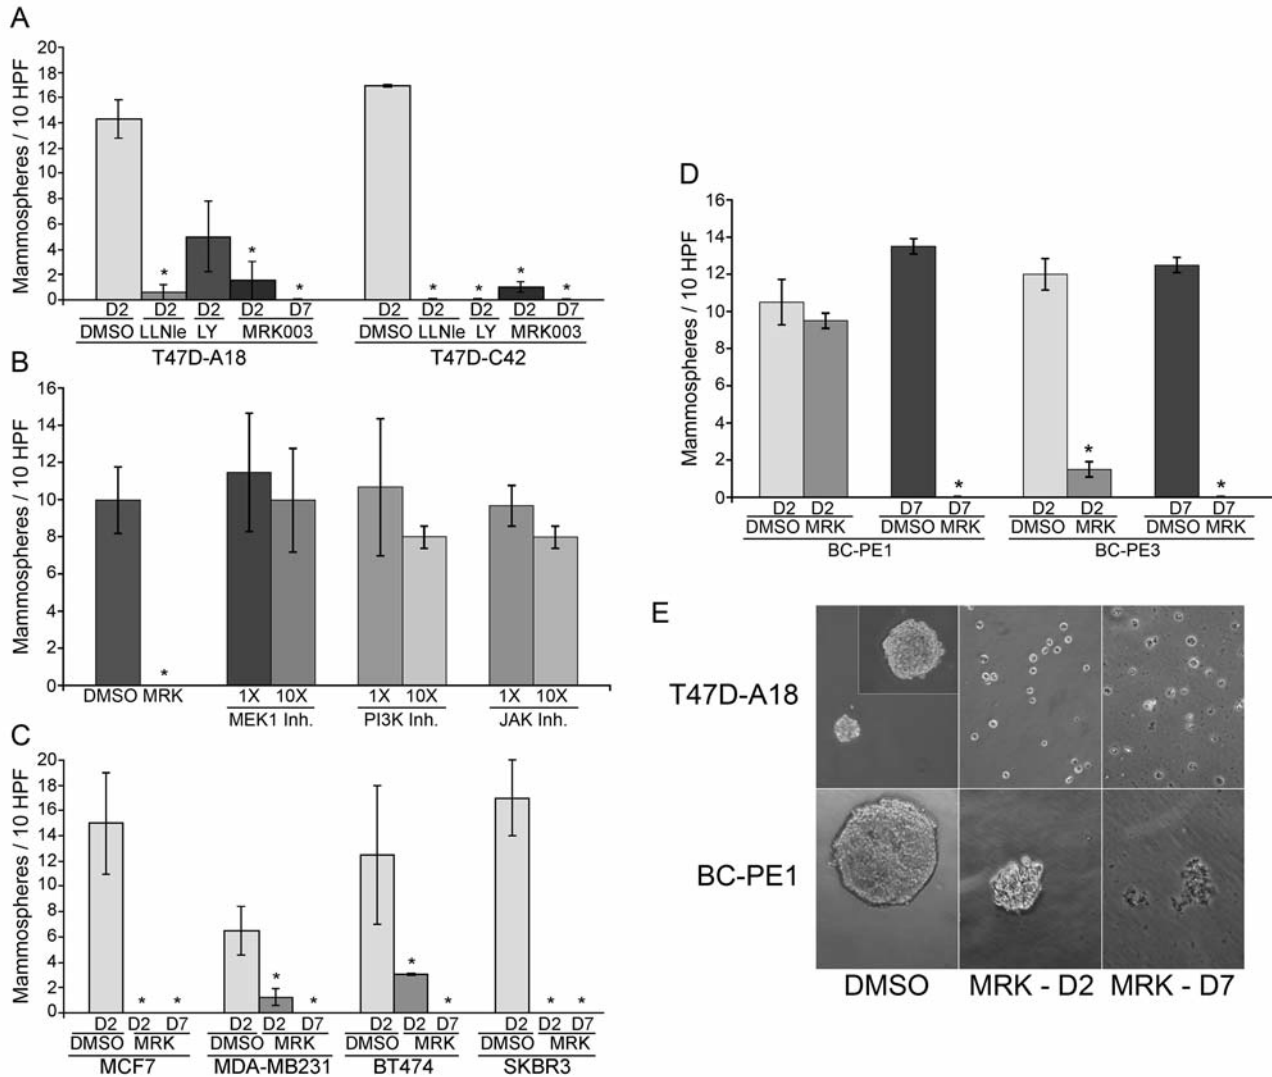 A
Mammospheres / 10 HPF
20
18
16
14
12
10
8
6
4
2
0
* * * * * * *
D2 D2 D2 D2 D7 D2 D2 D2 D2 D7
DMSO LLNle LY MRK003 DMSO LLNle LY MRK003
T47D-A18 T47D-C42
B
Mammospheres / 10 HPF
16
14
12
10
8
6
4
2
0
*
DMSO MRK 1X 10X 1X 10X 1X 10X
MEK1 Inh. PI3K Inh. JAK Inh.
C
Mammospheres / 10 HPF
20
18
16
14
12
10
8
6
4
2
0
* * * * * * * *
D2 D2 D7 D2 D2 D7 D2 D2 D7 D2 D2 D7
DMSO MRK DMSO MRK DMSO MRK DMSO MRK
MCF7 MDA-MB231 BT474 SKBR3
D
Mammospheres / 10 HPF
16
14
12
10
8
6
4
2
0
* * *
D2 D2 D7 D7 D2 D2 D7 D7
DMSO MRK DMSO MRK DMSO MRK DMSO MRK
BC-PE1 BC-PE3
E
T47D-A18
BC-PE1
DMSO MRK - D2 MRK - D7